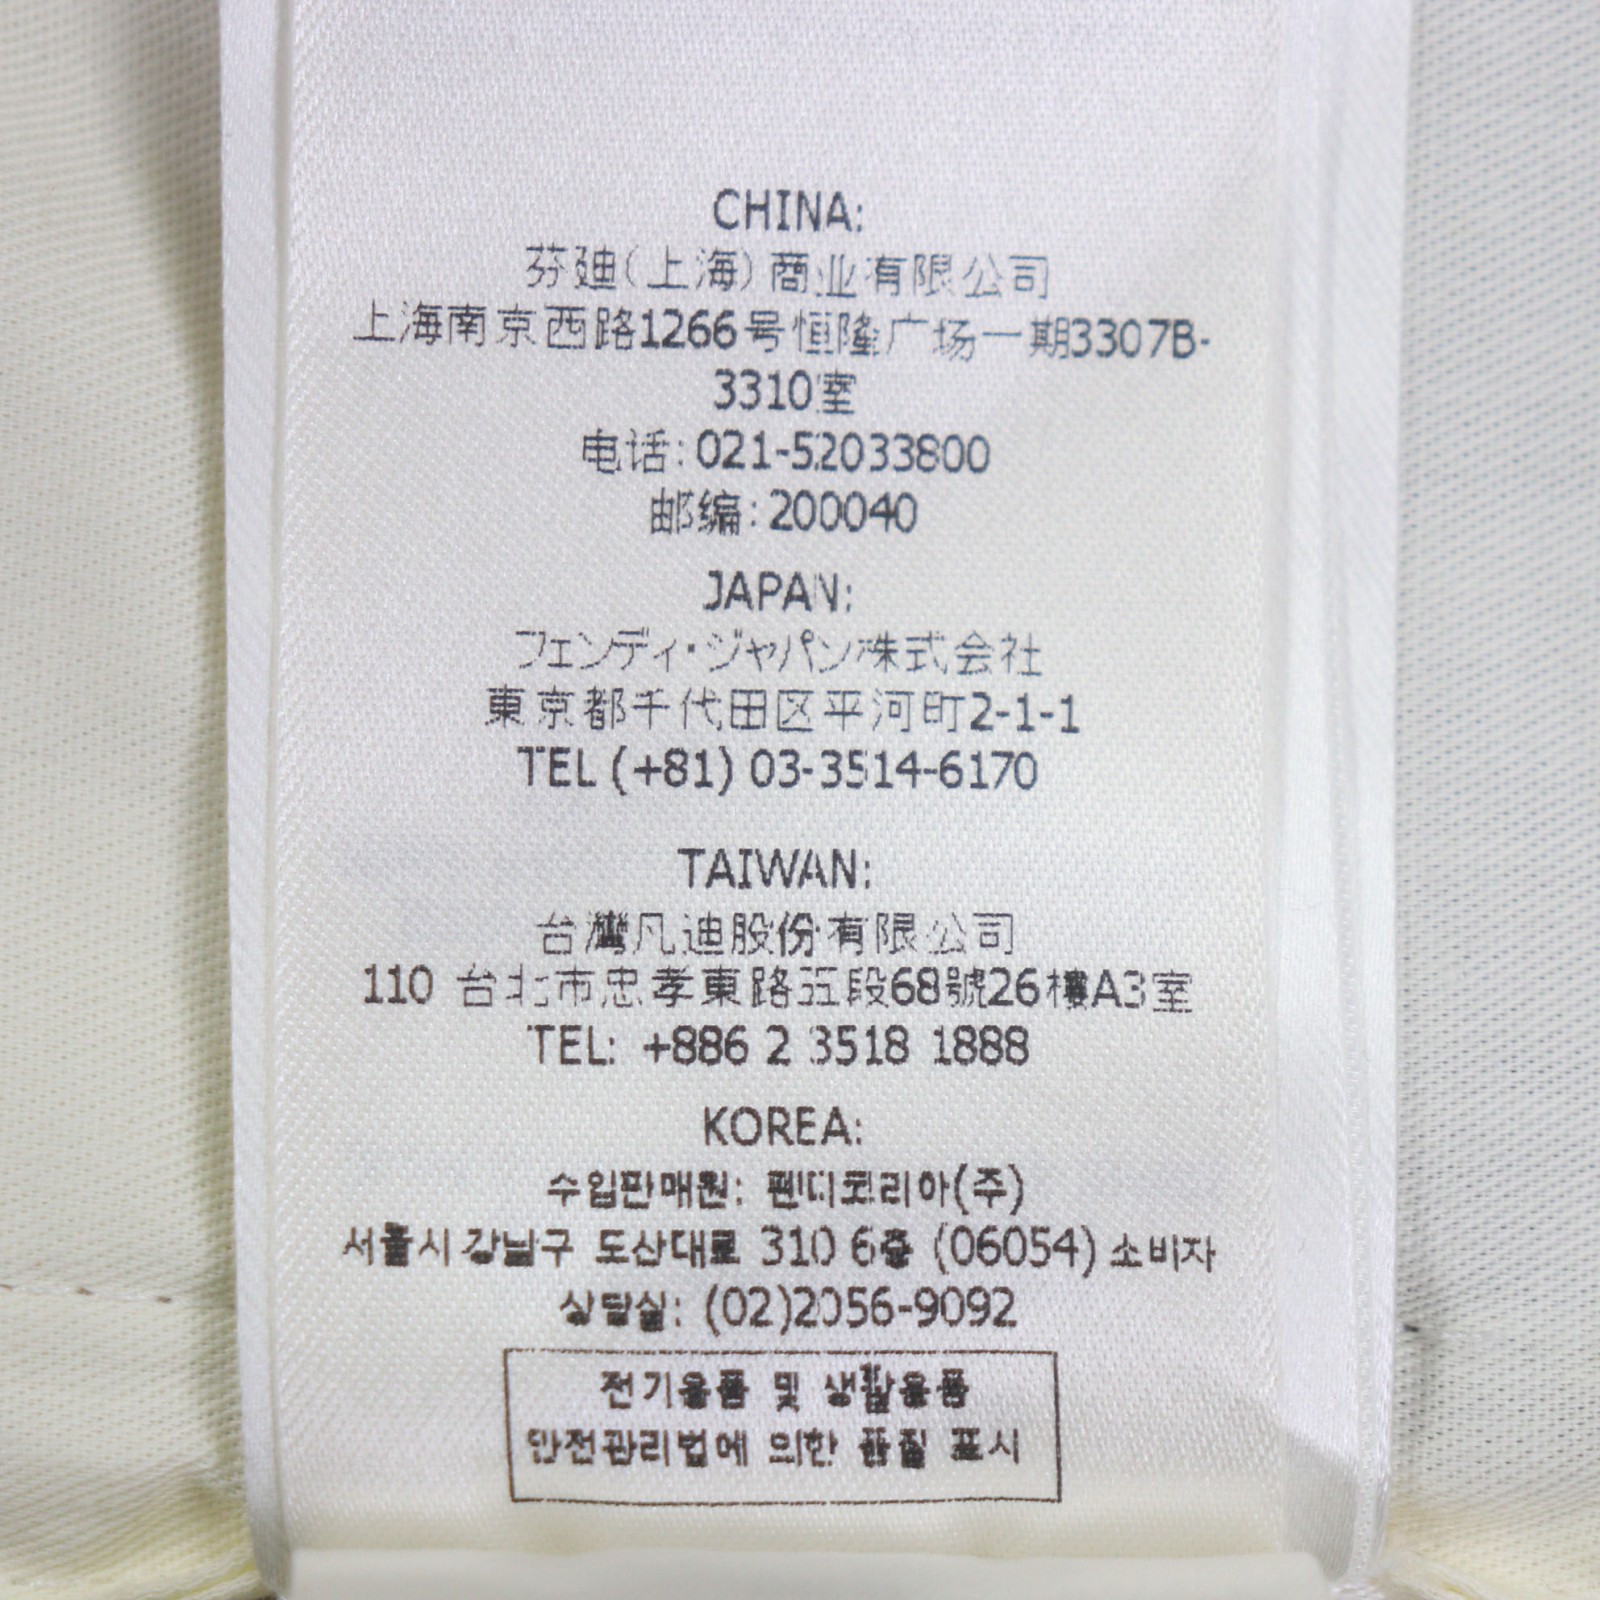 CHINA:
芬迪(上海)商业有限公司
上海南京西路1266号恒隆广场一期3307B-
3310室
电话: 021-52033800
邮编: 200040
JAPAN:
フェンディ・ジャパン株式会社
東京都千代田区平河町2-1-1
TEL (+81) 03-3514-6170
TAIWAN:
台灣凡迪股份有限公司
110 台北市忠孝東路五段68號26樓A3室
TEL: +886 2 3518 1888
KOREA:
수입판매원: 펜디코리아(주)
서울시 강남구 도산대로 310 6층 (06054) 소비자
상담실: (02)2056-9092
전기용품 및 생활용품
안전관리법에 의한 품질 표시